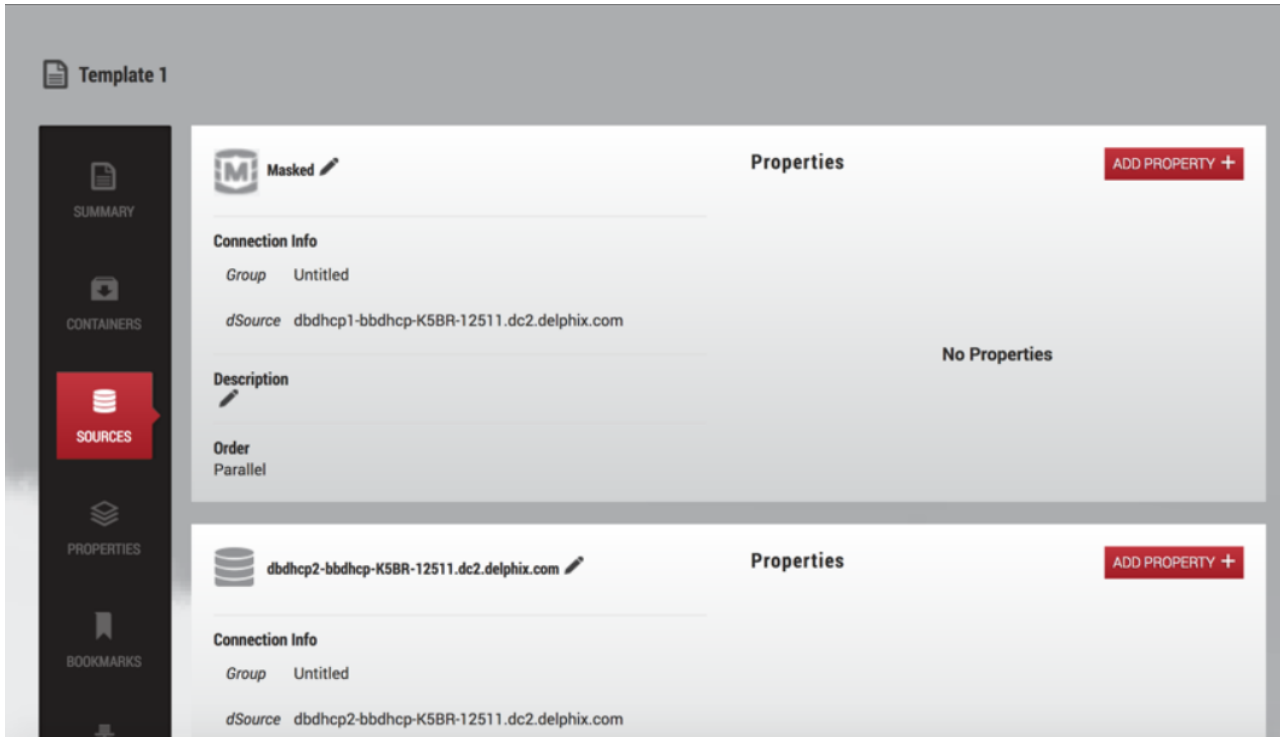 Template 1
SUMMARY
CONTAINERS
SOURCES
PROPERTIES
BOOKMARKS
M
Masked
Properties
ADD PROPERTY +
Connection Info
Group Untitled
dSource dbdhcp1-bbdhcp-K5BR-12511.dc2.delphix.com
No Properties
Description
Order
Parallel
dbdhcp2-bbdhcp-K5BR-12511.dc2.delphix.com
Properties
ADD PROPERTY +
Connection Info
Group Untitled
dSource dbdhcp2-bbdhcp-K5BR-12511.dc2.delphix.com